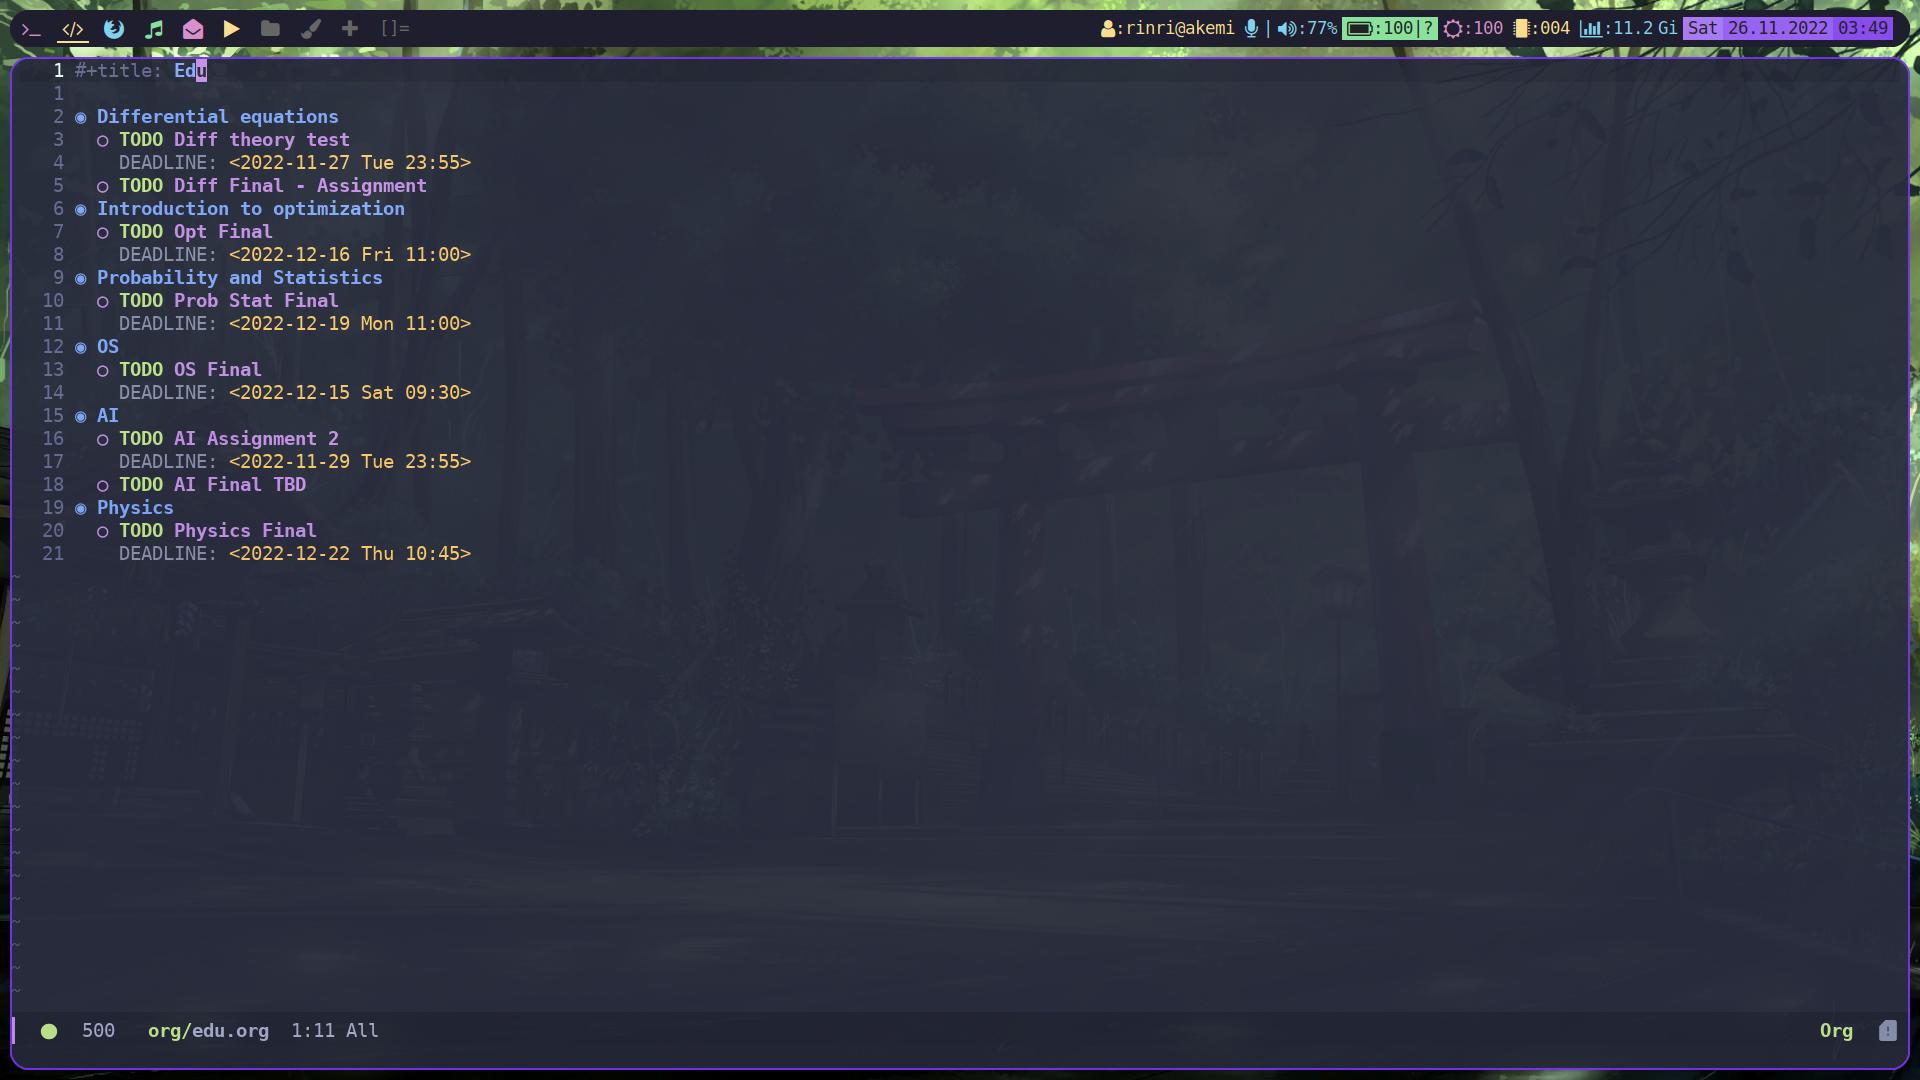 >_ </> []= :rinri@akemi | :77% :100|? :100 :004 :11.2 Gi Sat 26.11.2022 03:49
1 #+title: Edu
1
2 ◉ Differential equations
3 ○ TODO Diff theory test
4 DEADLINE: <2022-11-27 Tue 23:55>
5 ○ TODO Diff Final - Assignment
6 ◉ Introduction to optimization
7 ○ TODO Opt Final
8 DEADLINE: <2022-12-16 Fri 11:00>
9 ◉ Probability and Statistics
10 ○ TODO Prob Stat Final
11 DEADLINE: <2022-12-19 Mon 11:00>
12 ◉ OS
13 ○ TODO OS Final
14 DEADLINE: <2022-12-15 Sat 09:30>
15 ◉ AI
16 ○ TODO AI Assignment 2
17 DEADLINE: <2022-11-29 Tue 23:55>
18 ○ TODO AI Final TBD
19 ◉ Physics
20 ○ TODO Physics Final
21 DEADLINE: <2022-12-22 Thu 10:45>
500 org/edu.org 1:11 All Org